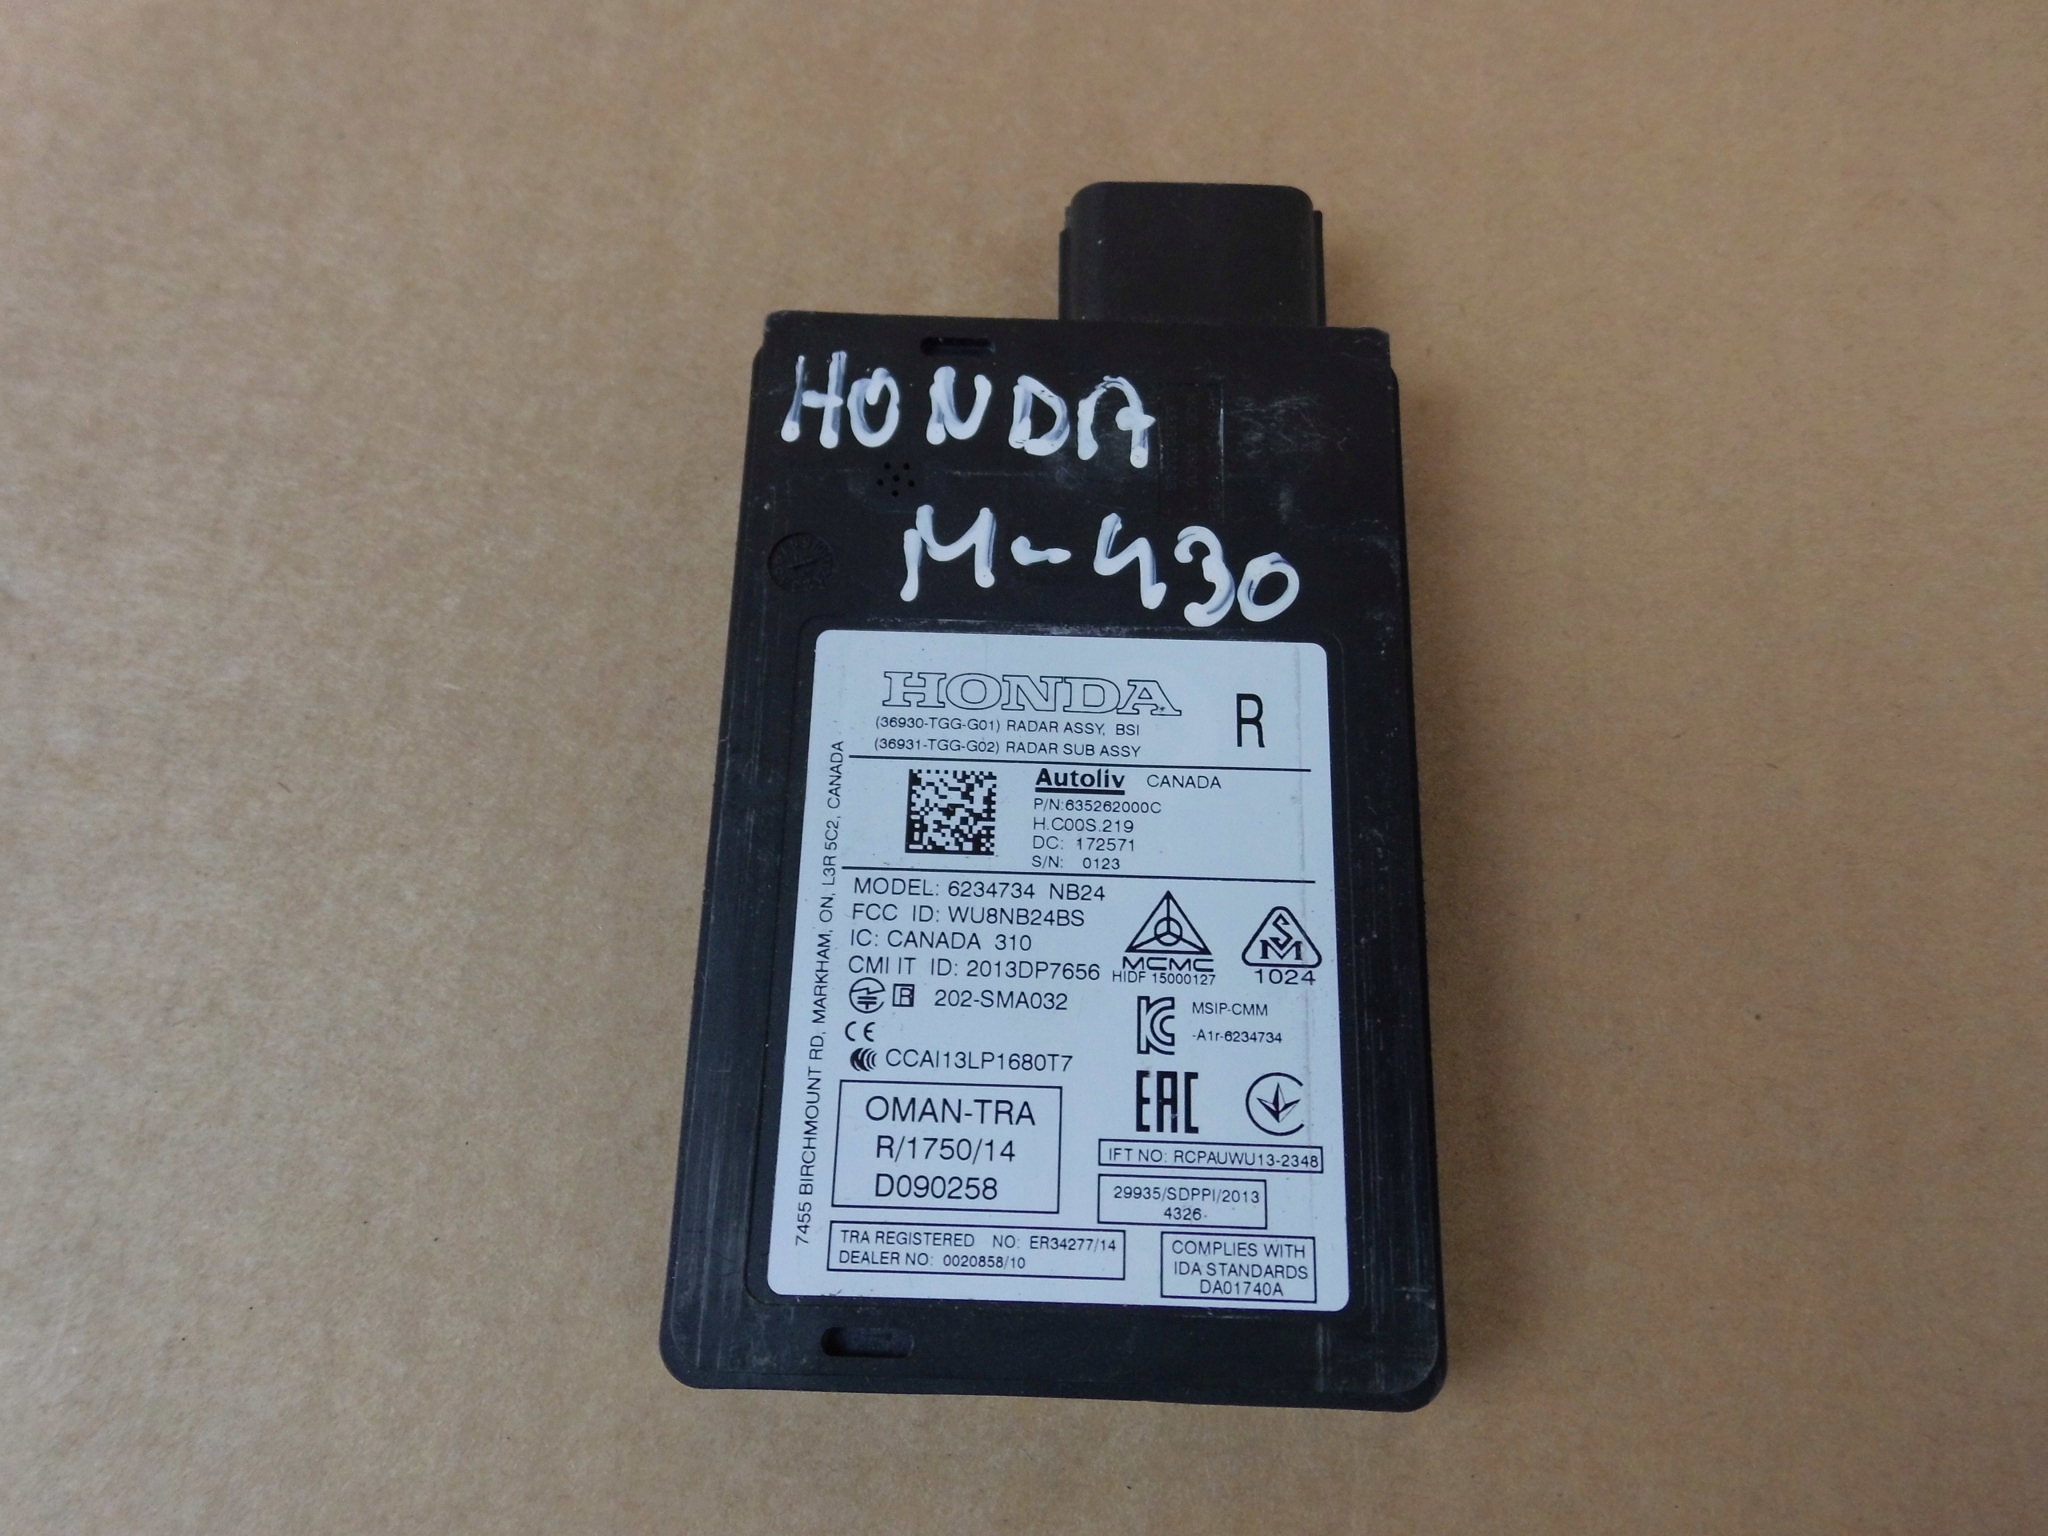 HONDA
M-430
HONDA
R
(36930-TGG-G01) RADAR ASSY, BSI
(36931-TGG-G02) RADAR SUB ASSY
Autoliv CANADA
P/N:635262000C
H.C00S.219
DC: 172571
S/N: 0123
7455 BIRCHMOUNT RD, MARKHAM, ON, L3R 5C2, CANADA
MODEL: 6234734 NB24
FCC ID: WU8NB24BS
IC: CANADA 310
CMI IT ID: 2013DP7656
R 202-SMA032
CE
CCAI13LP1680T7
MCMC
HIDF 15000127
SM
1024
KC
MSIP-CMM
-A1r-6234734
EAC
OMAN-TRA
R/1750/14
D090258
IFT NO: RCPAUWU13-2348
29935/SDPPI/2013
4326
TRA REGISTERED NO: ER34277/14
DEALER NO: 0020858/10
COMPLIES WITH
IDA STANDARDS
DA01740A